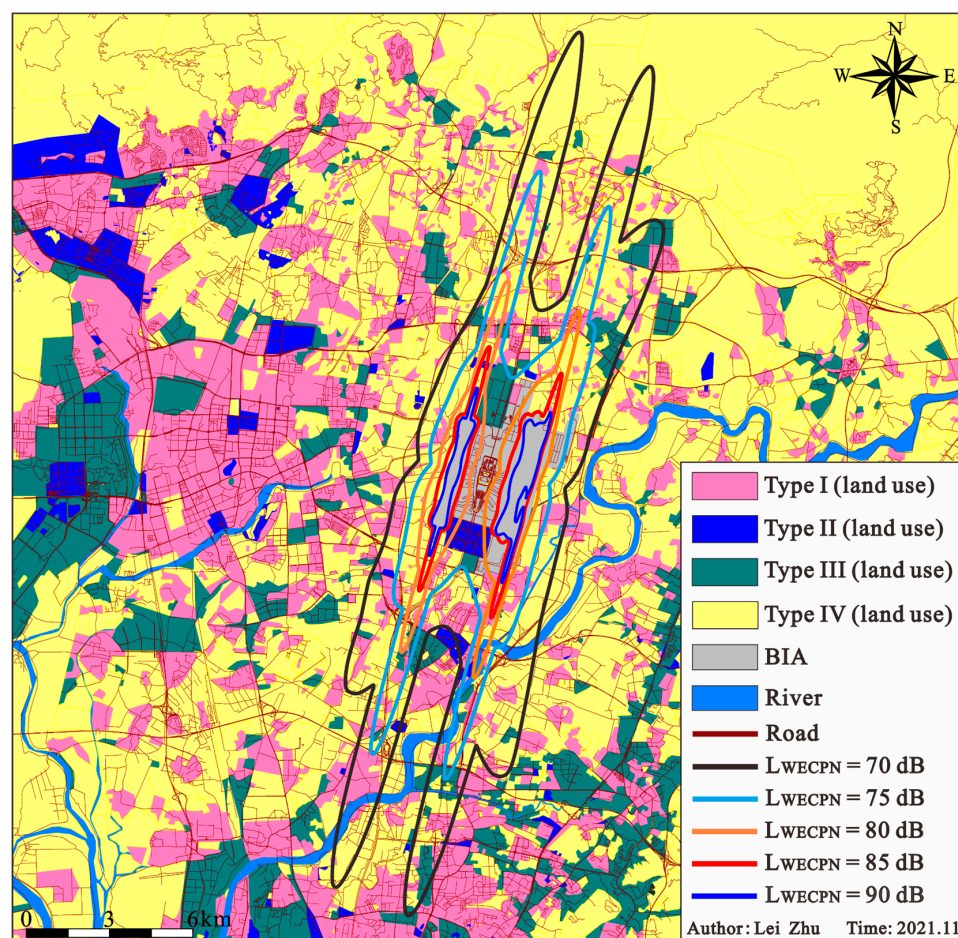 N
W E
S
Type I (land use)
Type II (land use)
Type III (land use)
Type IV (land use)
BIA
River
Road
LWECPN = 70 dB
LWECPN = 75 dB
LWECPN = 80 dB
LWECPN = 85 dB
LWECPN = 90 dB
0 3 6km
Author: Lei Zhu Time: 2021.11